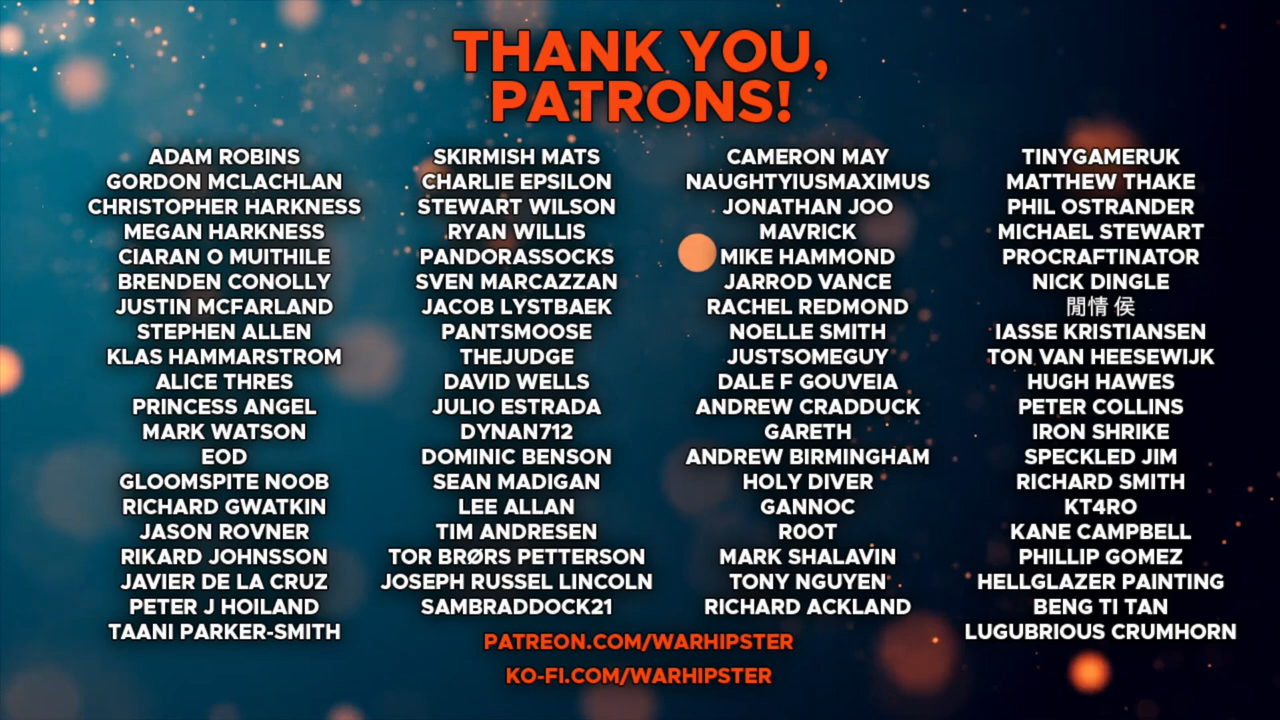 THANK YOU,
PATRONS!
ADAM ROBINS
GORDON MCLACHLAN
CHRISTOPHER HARKNESS
MEGAN HARKNESS
CIARAN O MUITHILE
BRENDEN CONOLLY
JUSTIN MCFARLAND
STEPHEN ALLEN
KLAS HAMMARSTROM
ALICE THRES
PRINCESS ANGEL
MARK WATSON
EOD
GLOOMSPITE NOOB
RICHARD GWATKIN
JASON ROVNER
RIKARD JOHNSSON
JAVIER DE LA CRUZ
PETER J HOILAND
TAANI PARKER-SMITH
SKIRMISH MATS
CHARLIE EPSILON
STEWART WILSON
RYAN WILLIS
PANDORASSOCKS
SVEN MARCAZZAN
JACOB LYSTBAEK
PANTSMOOSE
THEJUDGE
DAVID WELLS
JULIO ESTRADA
DYNAN712
DOMINIC BENSON
SEAN MADIGAN
LEE ALLAN
TIM ANDRESEN
TOR BRØRS PETTERSON
JOSEPH RUSSEL LINCOLN
SAMBRADDOCK21
CAMERON MAY
NAUGHTYIUSMAXIMUS
JONATHAN JOO
MAVRICK
MIKE HAMMOND
JARROD VANCE
RACHEL REDMOND
NOELLE SMITH
JUSTSOMEGUY
DALE F GOUVEIA
ANDREW CRADDUCK
GARETH
ANDREW BIRMINGHAM
HOLY DIVER
GANNOC
R0OT
MARK SHALAVIN
TONY NGUYEN
RICHARD ACKLAND
TINYGAMERUK
MATTHEW THAKE
PHIL OSTRANDER
MICHAEL STEWART
PROCRAFTINATOR
NICK DINGLE
閒情 侯
IASSE KRISTIANSEN
TON VAN HEESEWIJK
HUGH HAWES
PETER COLLINS
IRON SHRIKE
SPECKLED JIM
RICHARD SMITH
KT4RO
KANE CAMPBELL
PHILLIP GOMEZ
HELLGLAZER PAINTING
BENG TI TAN
LUGUBRIOUS CRUMHORN
PATREON.COM/WARHIPSTER
KO-FI.COM/WARHIPSTER